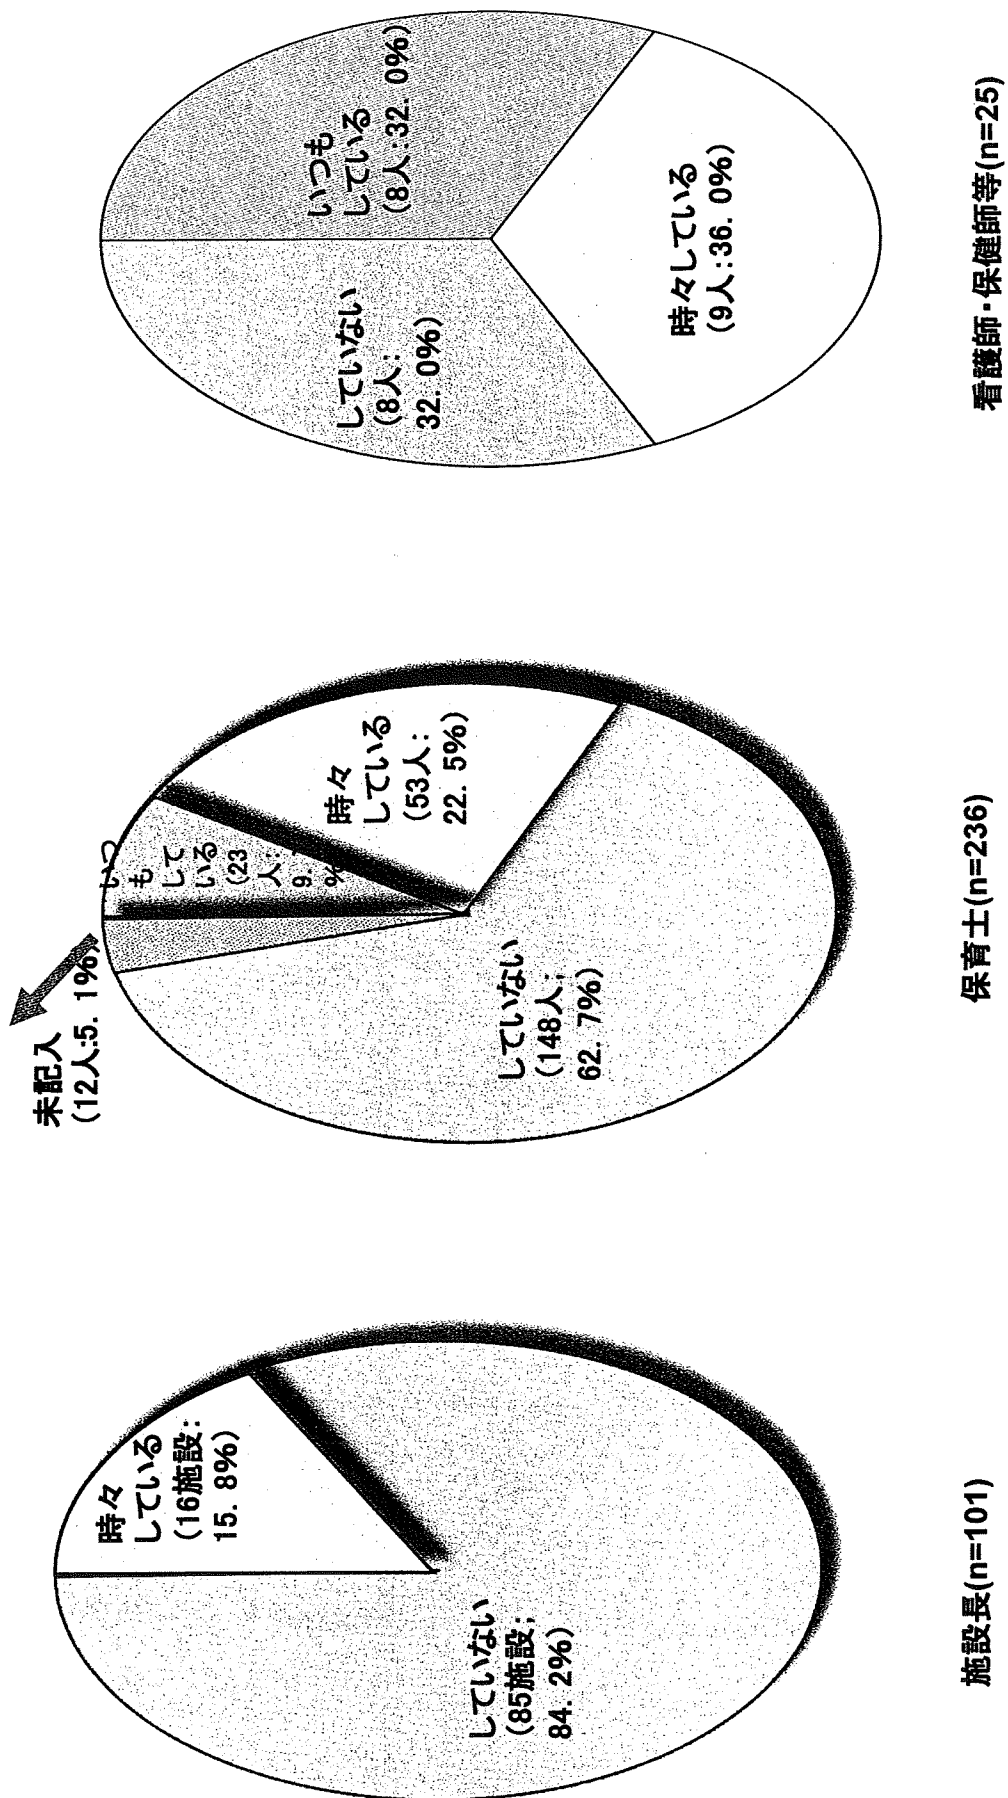 時々
している
(16施設:
15. 8%)
していない
(85施設;
84. 2%)
施設長(n=101)
未記入
(12人:5. 1%)
いつ
も
して
いる
(23
人:
9.
%
時々
している
(53人:
22. 5%)
していない
(148人;
62. 7%)
保育士(n=236)
していない
(8人;
32. 0%)
いつも
している
(8人:32. 0%)
時々している
(9人:36. 0%)
看護師・保健師等(n=25)